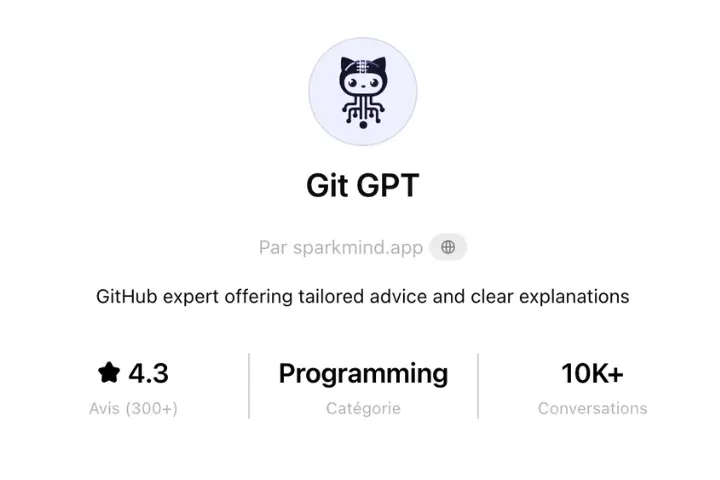 Git GPT
Par sparkmind.app
GitHub expert offering tailored advice and clear explanations
4.3
Programming
10K+
Avis (300+)
Catégorie
Conversations